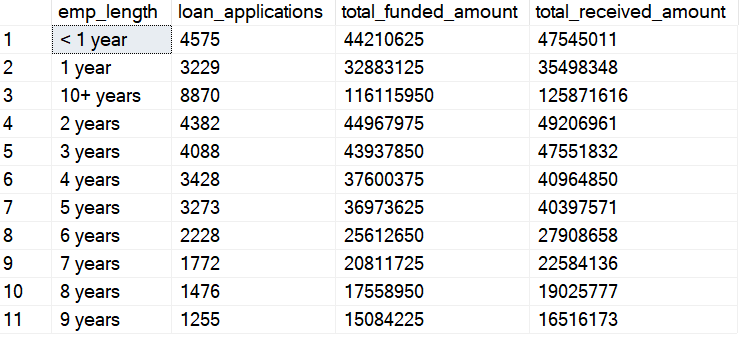 emp_length loan_applications total_funded_amount total_received_amount
1 < 1 year 4575 44210625 47545011
2 1 year 3229 32883125 35498348
3 10+ years 8870 116115950 125871616
4 2 years 4382 44967975 49206961
5 3 years 4088 43937850 47551832
6 4 years 3428 37600375 40964850
7 5 years 3273 36973625 40397571
8 6 years 2228 25612650 27908658
9 7 years 1772 20811725 22584136
10 8 years 1476 17558950 19025777
11 9 years 1255 15084225 16516173